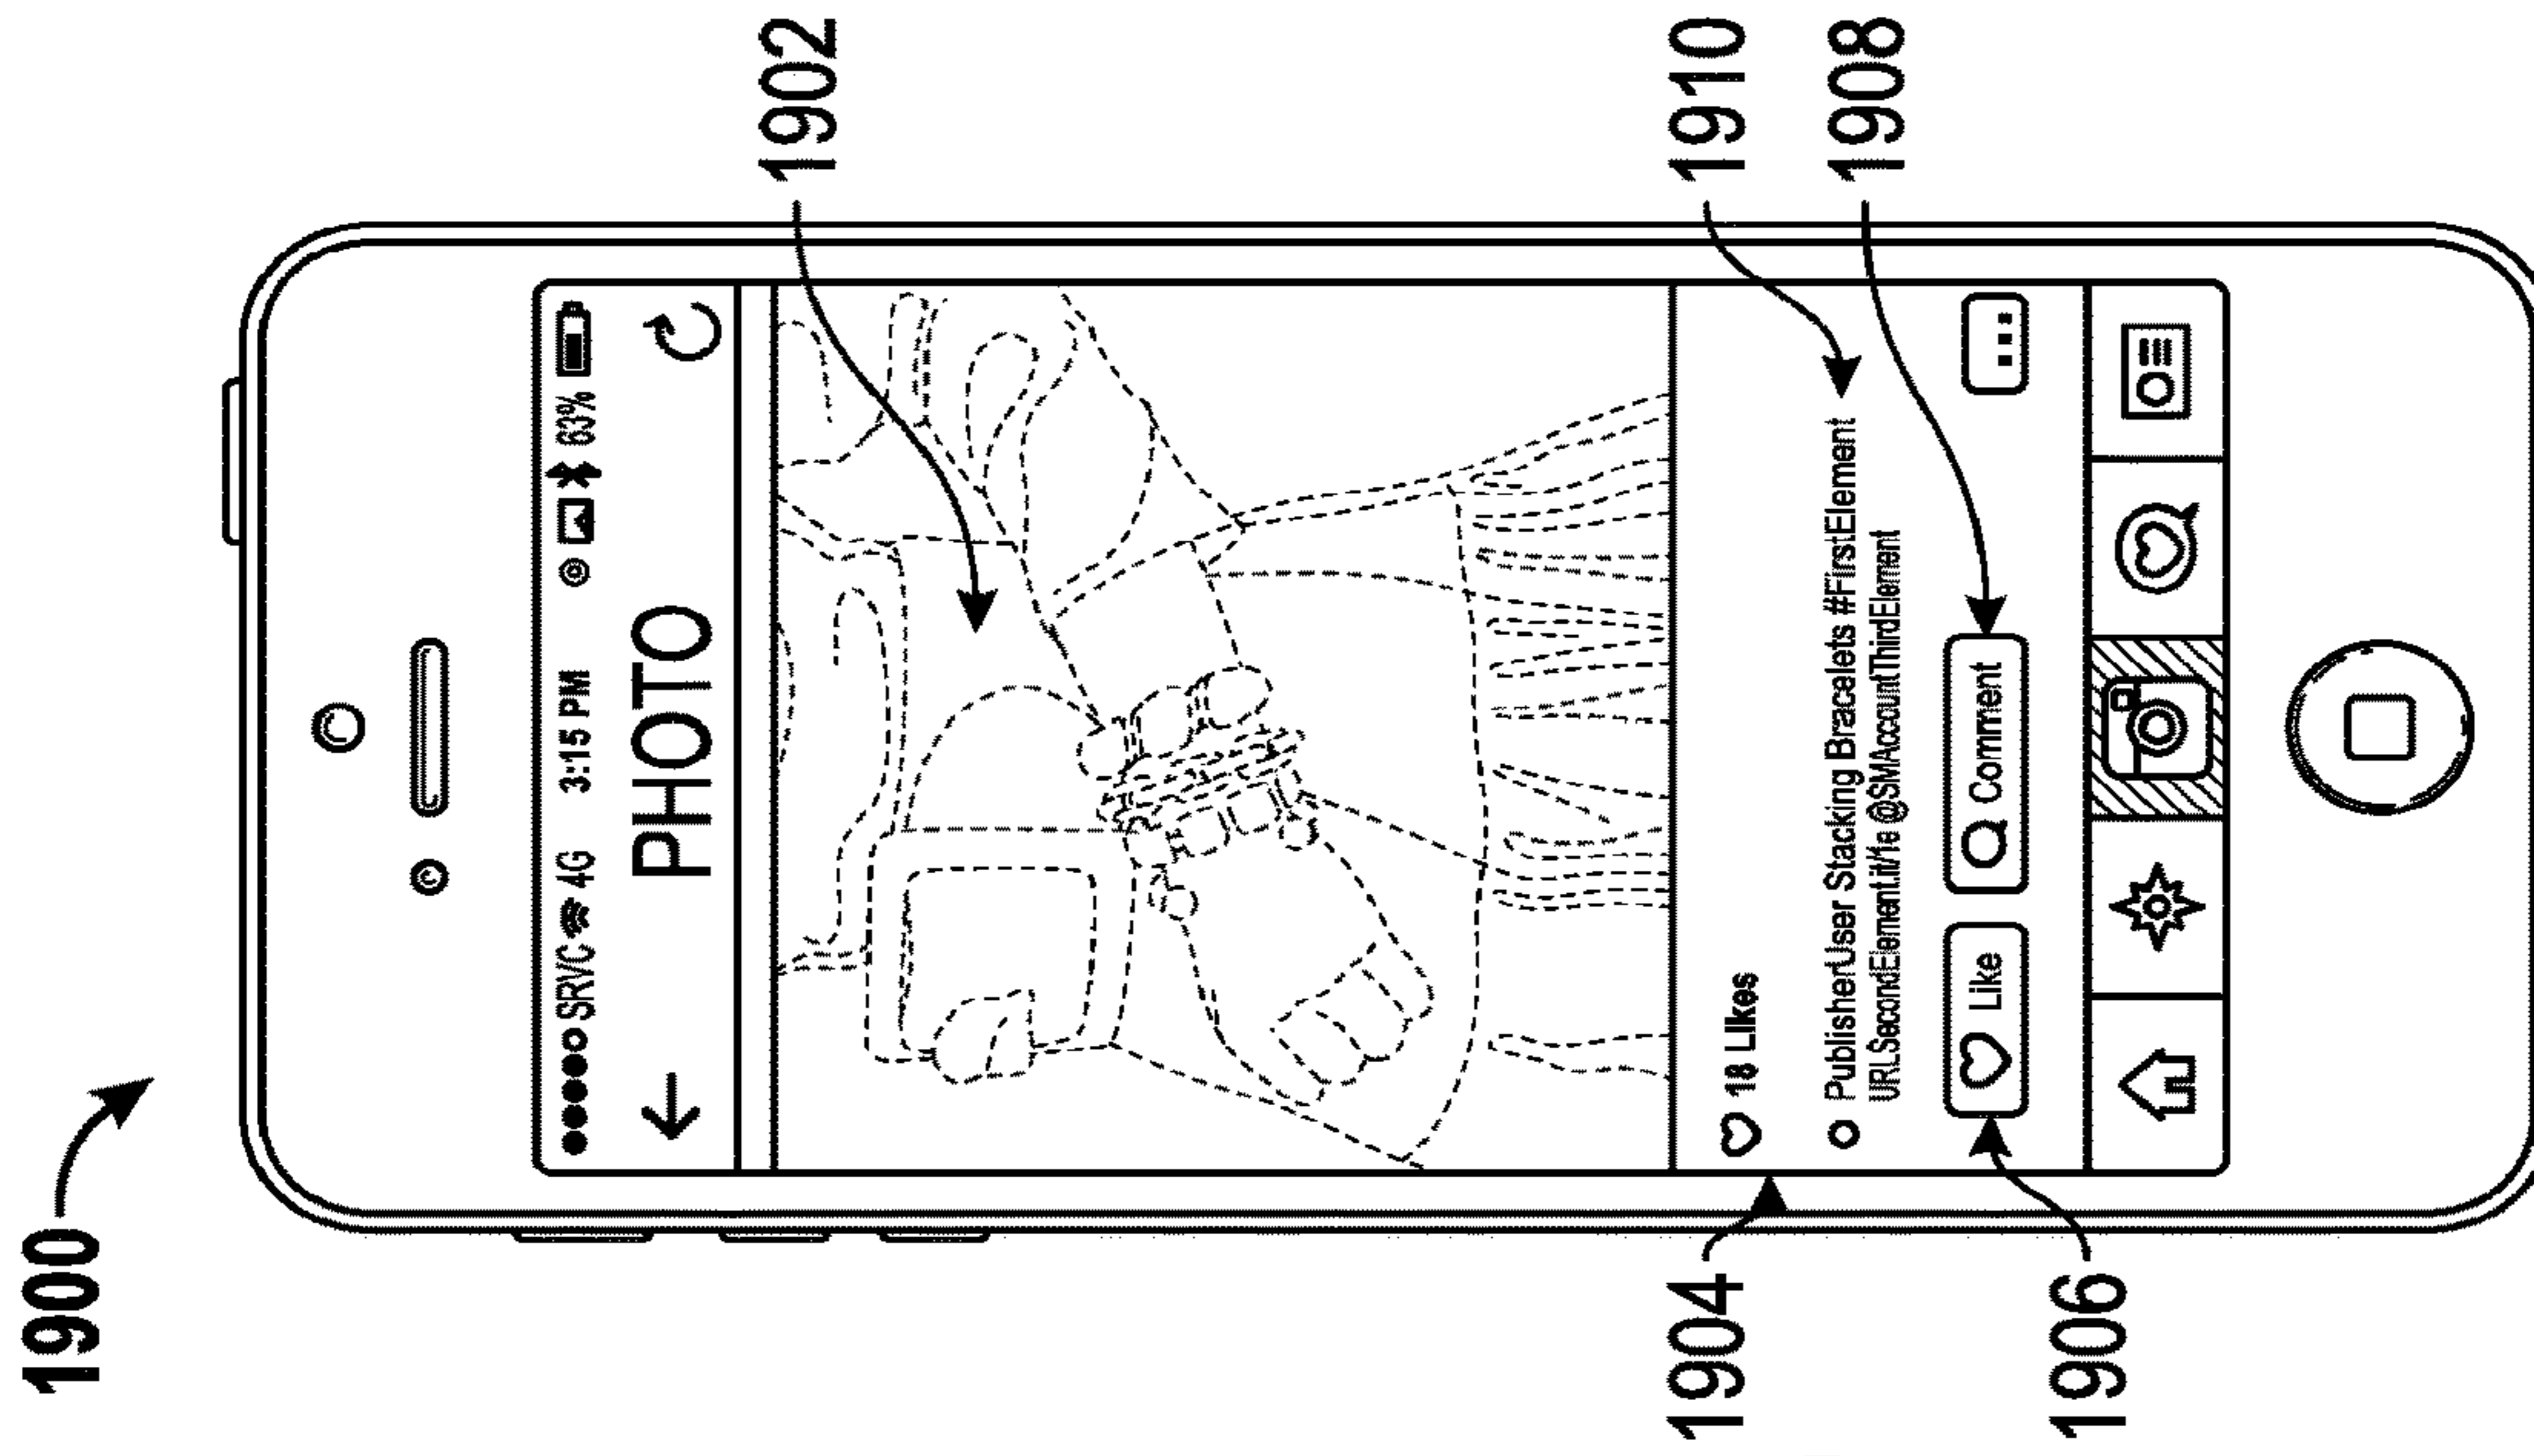 1900
SRVC 4G 3:15 PM 63%
PHOTO
1902
1904
18 Likes
1910
PublisherUser Stacking Bracelets #FirstElement
URLSecondElement.it/1e @SMAccountThirdElement
1908
1906
Like
Comment